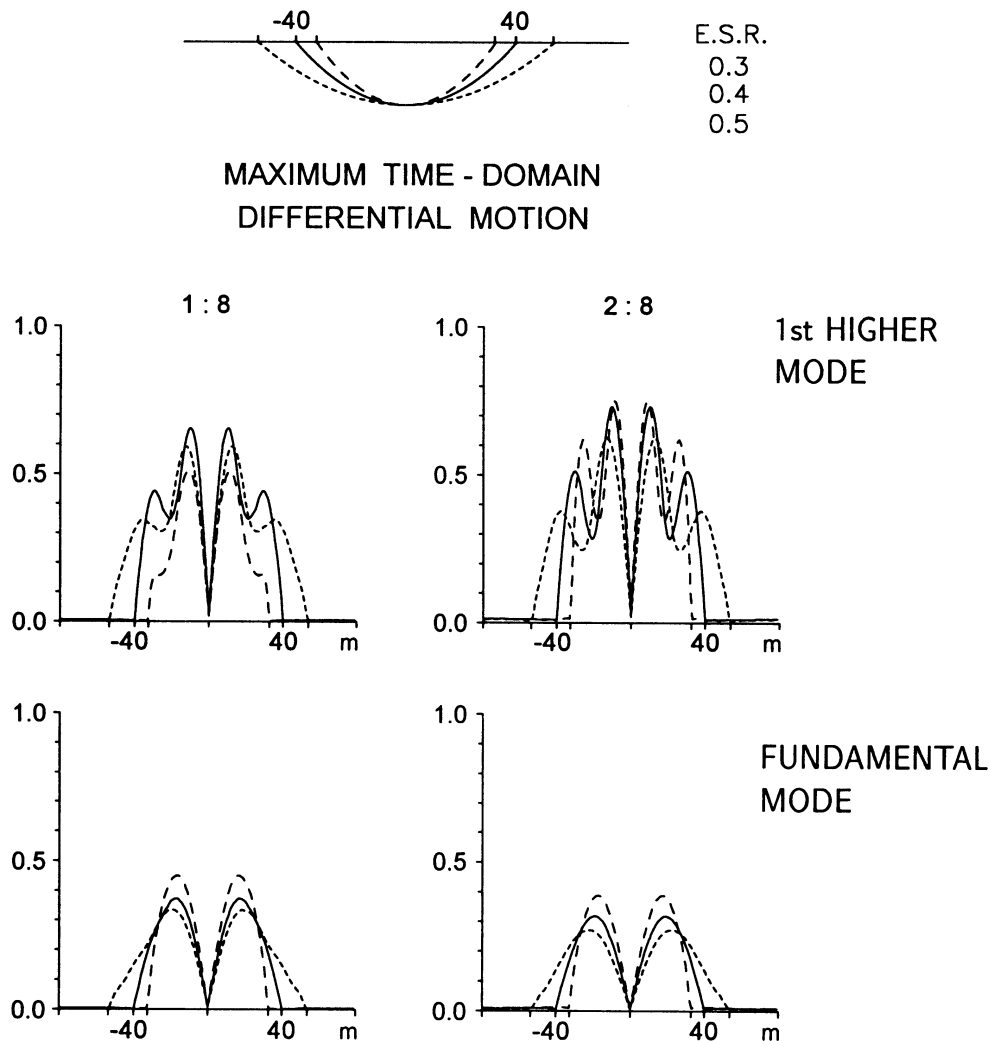 -40 40
E.S.R.
0.3
0.4
0.5
MAXIMUM TIME - DOMAIN
DIFFERENTIAL MOTION
1 : 8
2 : 8
1st HIGHER
MODE
1.0
0.5
0.0
-40 40 m
1.0
0.5
0.0
-40 40 m
FUNDAMENTAL
MODE
1.0
0.5
0.0
-40 40 m
1.0
0.5
0.0
-40 40 m